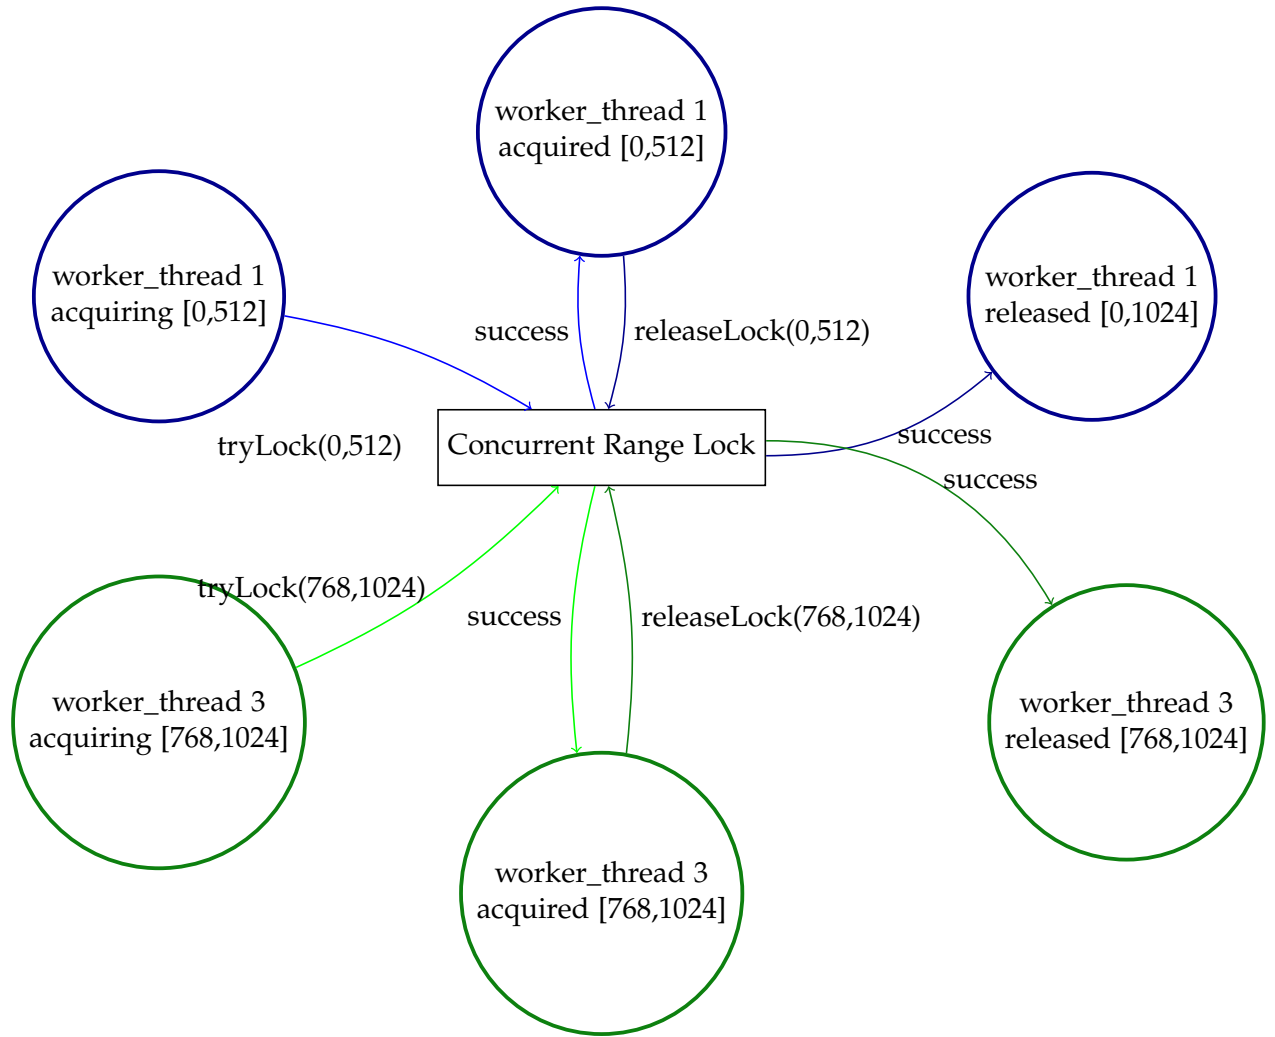 worker_thread 1
acquired [0,512]
worker_thread 1
acquiring [0,512]
worker_thread 1
released [0,1024]
success
releaseLock(0,512)
tryLock(0,512)
Concurrent Range Lock
success
success
tryLock(768,1024)
success
releaseLock(768,1024)
worker_thread 3
acquiring [768,1024]
worker_thread 3
released [768,1024]
worker_thread 3
acquired [768,1024]